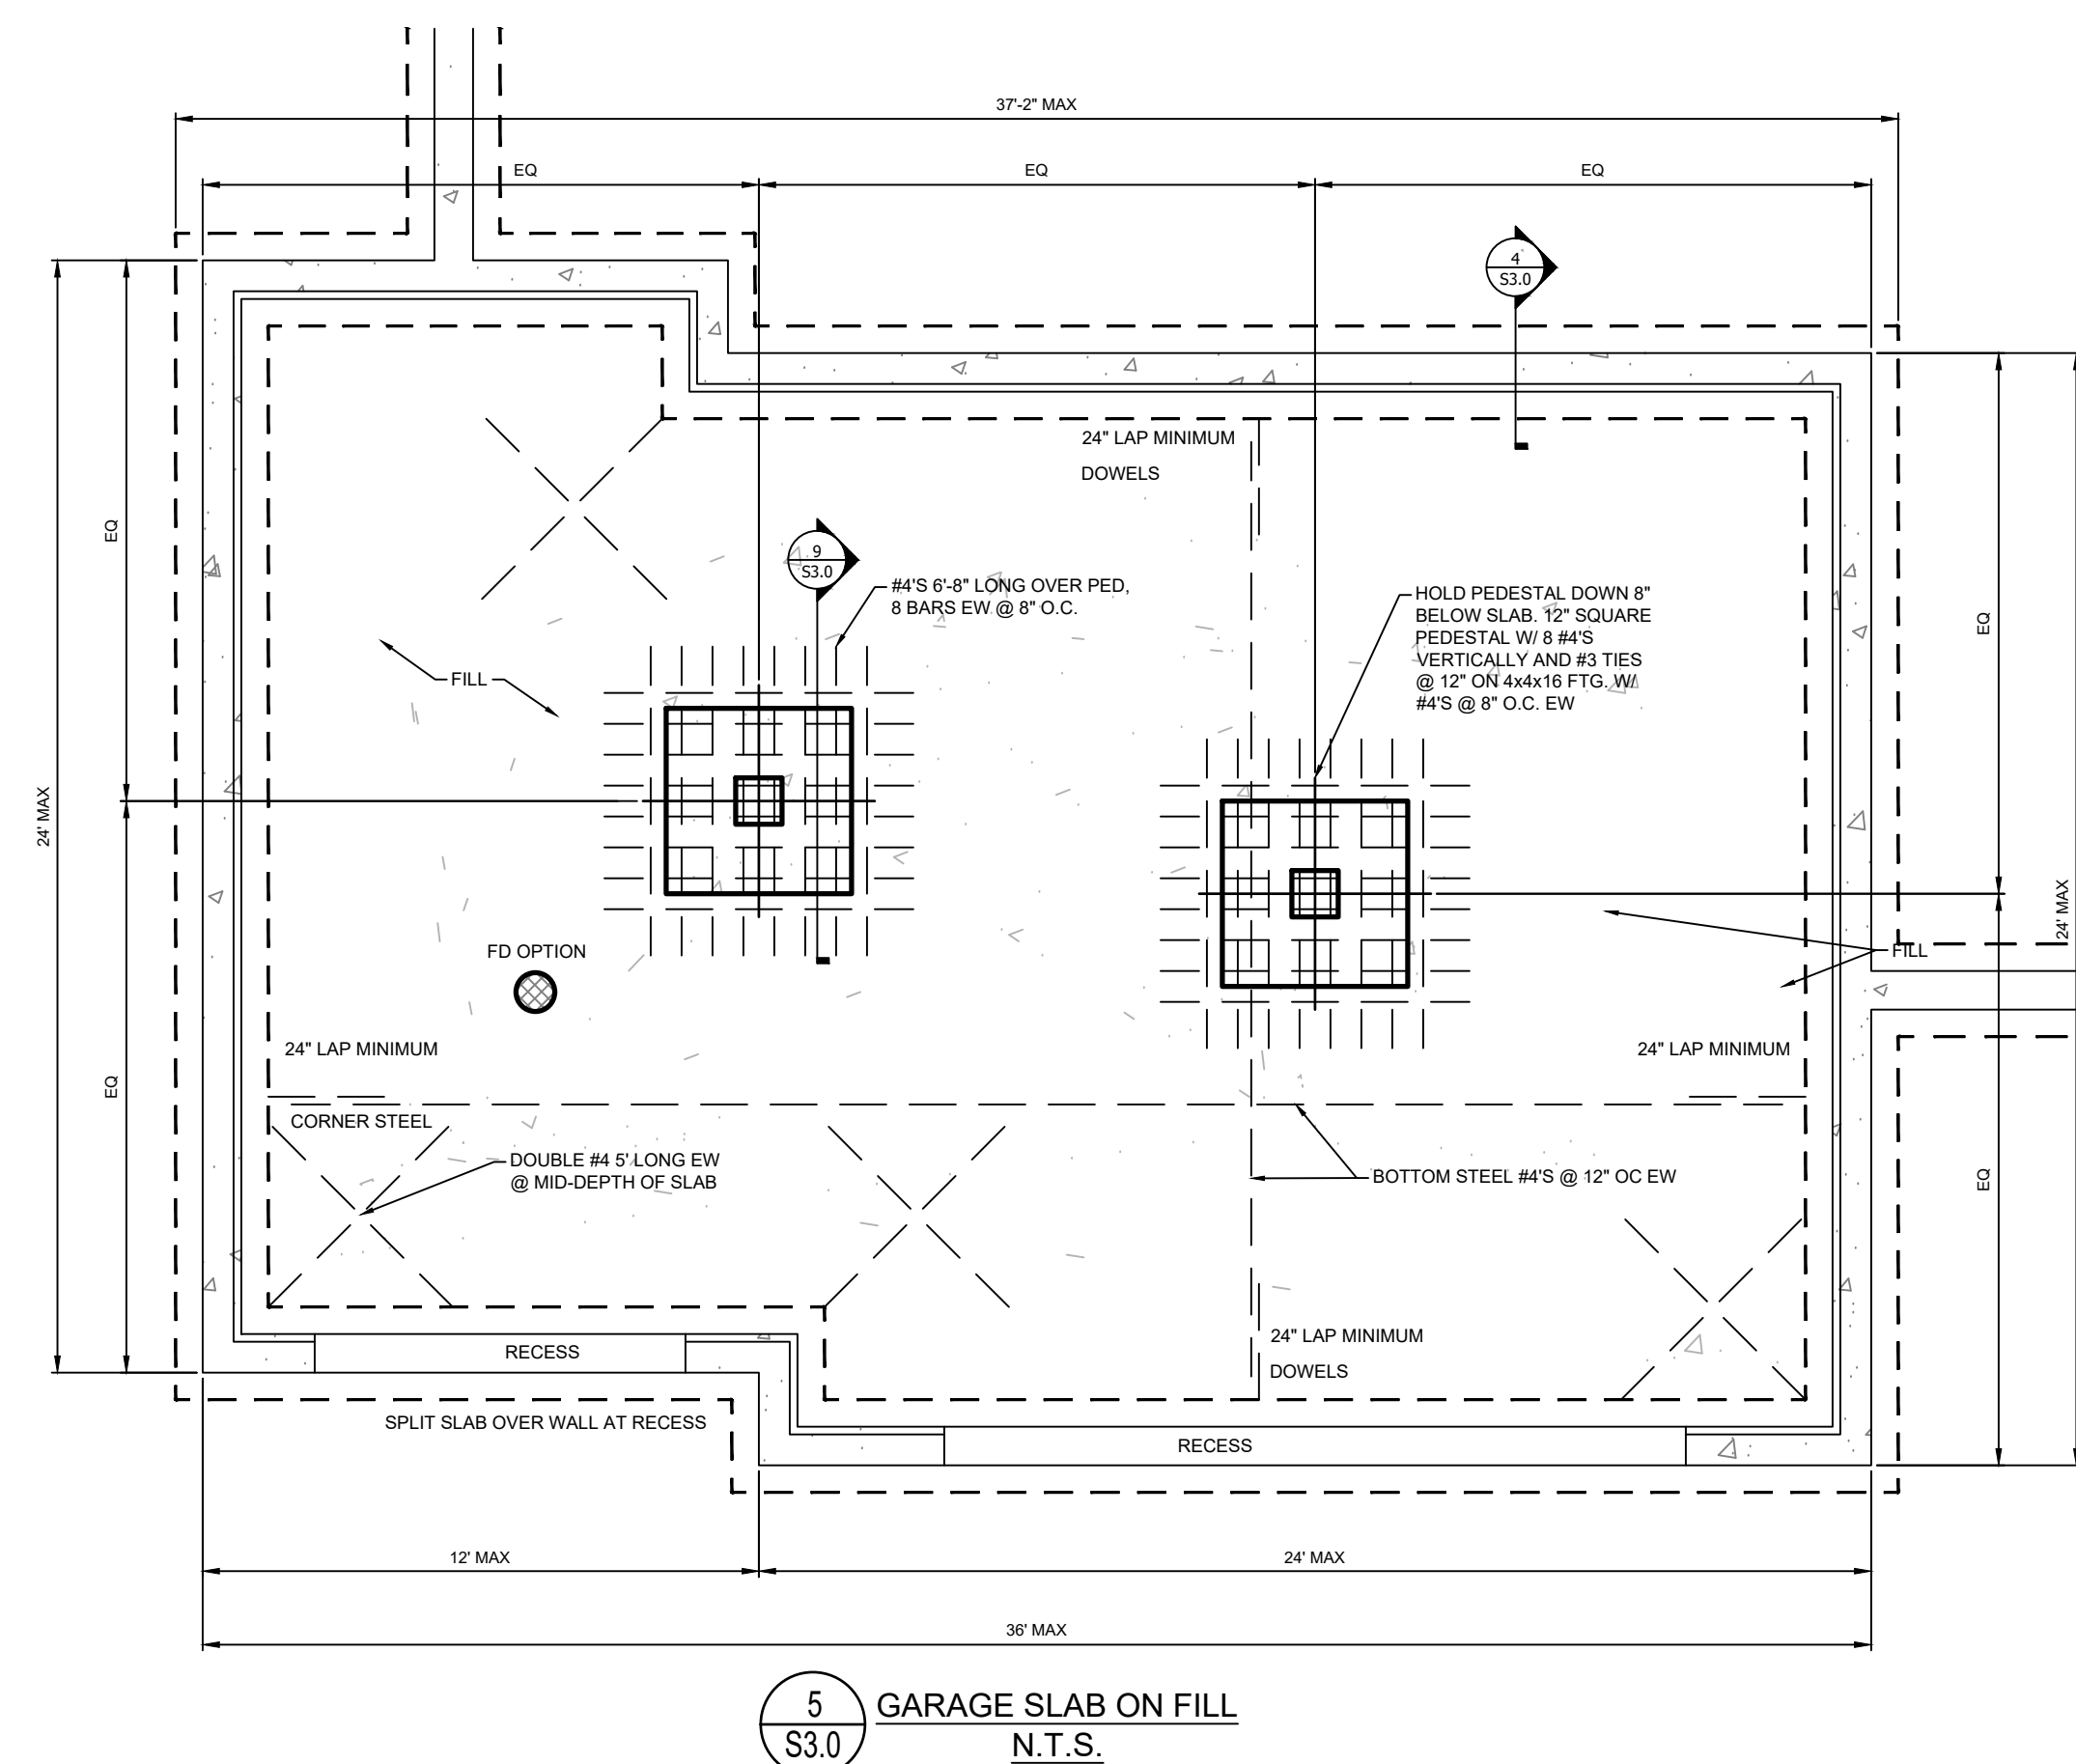 37'-2" MAX
EQ
EQ
EQ
4
S3.0
24" LAP MINIMUM
DOWELS
9
S3.0
#4'S 6'-8" LONG OVER PED,
8 BARS EW @ 8" O.C.
HOLD PEDESTAL DOWN 8"
BELOW SLAB. 12" SQUARE
PEDESTAL W/ 8 #4'S
VERTICALLY AND #3 TIES
@ 12" ON 4x4x16 FTG. W/
#4'S @ 8" O.C. EW
EQ
EQ
FILL
24' MAX
24' MAX
FD OPTION
FILL
24" LAP MINIMUM
24" LAP MINIMUM
EQ
CORNER STEEL
DOUBLE #4 5' LONG EW
@ MID-DEPTH OF SLAB
BOTTOM STEEL #4'S @ 12" OC EW
EQ
24" LAP MINIMUM
DOWELS
RECESS
SPLIT SLAB OVER WALL AT RECESS
RECESS
12' MAX
24' MAX
36' MAX
5
S3.0
GARAGE SLAB ON FILL
N.T.S.